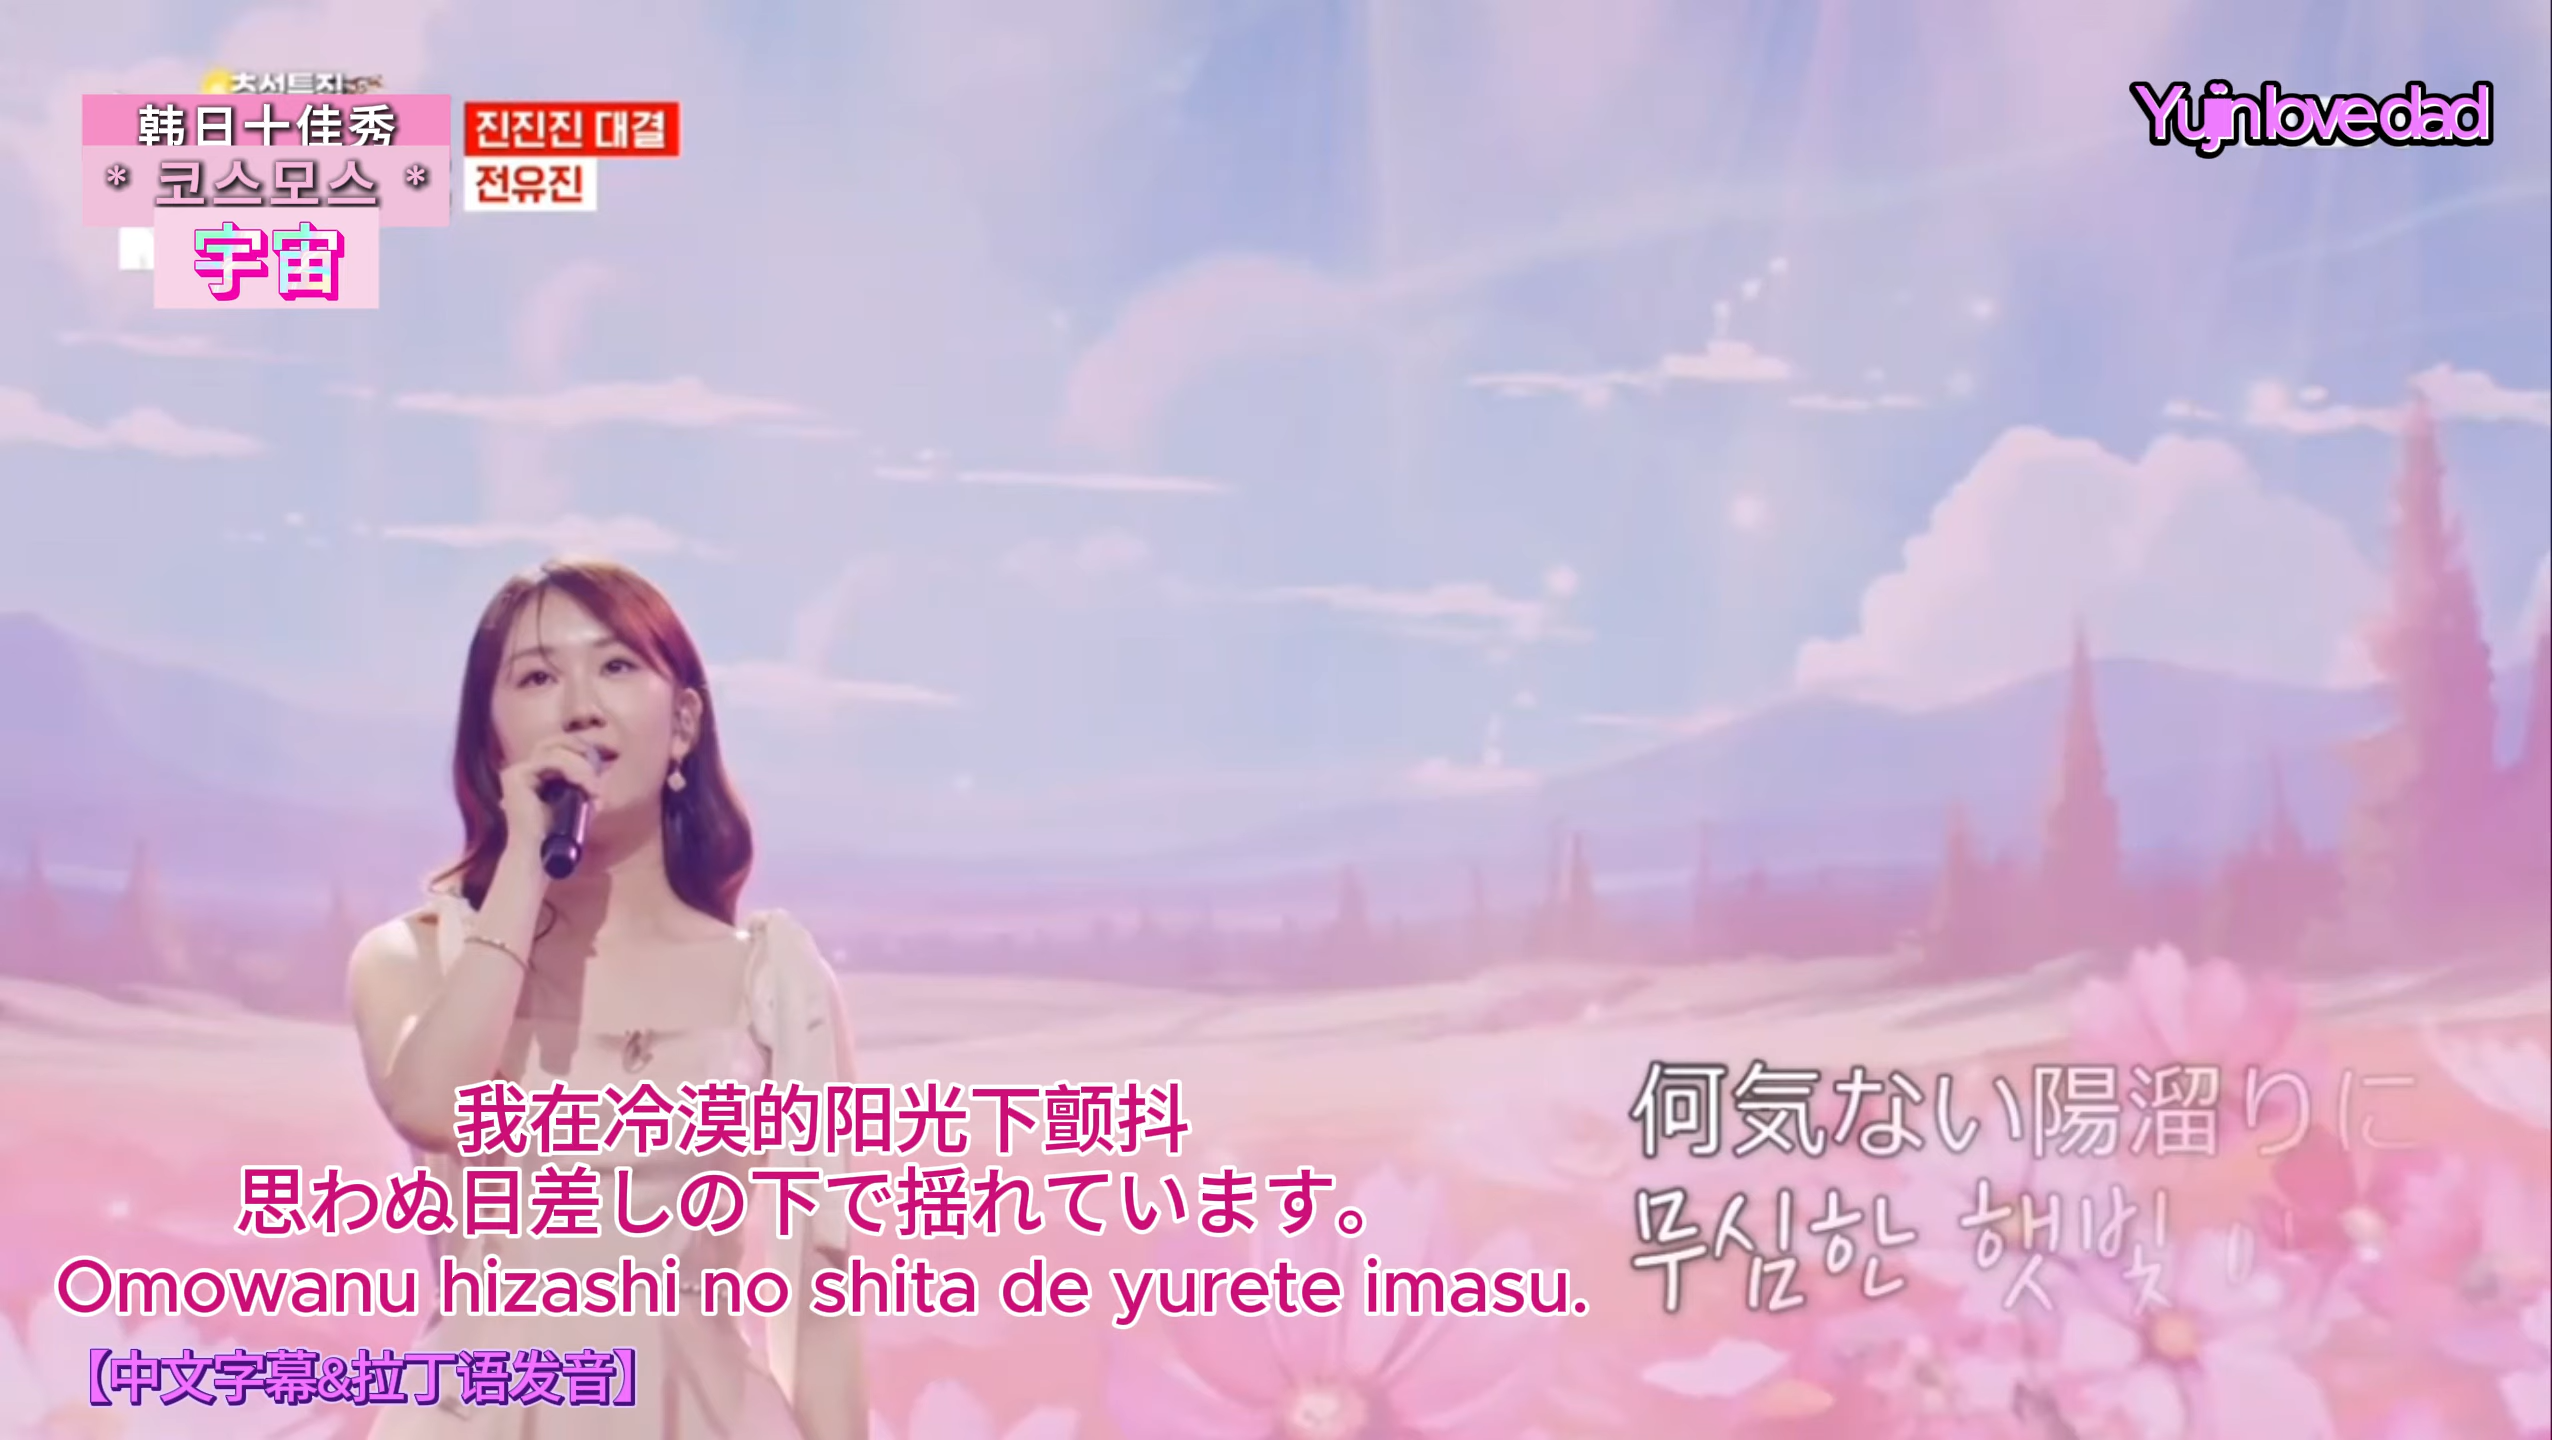 韩日十佳秀
* 코스모스 *
宇宙
진진진 대결
전유진
Yujin love dad
何気ない陽溜りに
무심한 햇빛
我在冷漠的阳光下颤抖
思わぬ日差しの下で揺れています。
Omowanu hizashi no shita de yurete imasu.
【中文字幕&拉丁语发音】